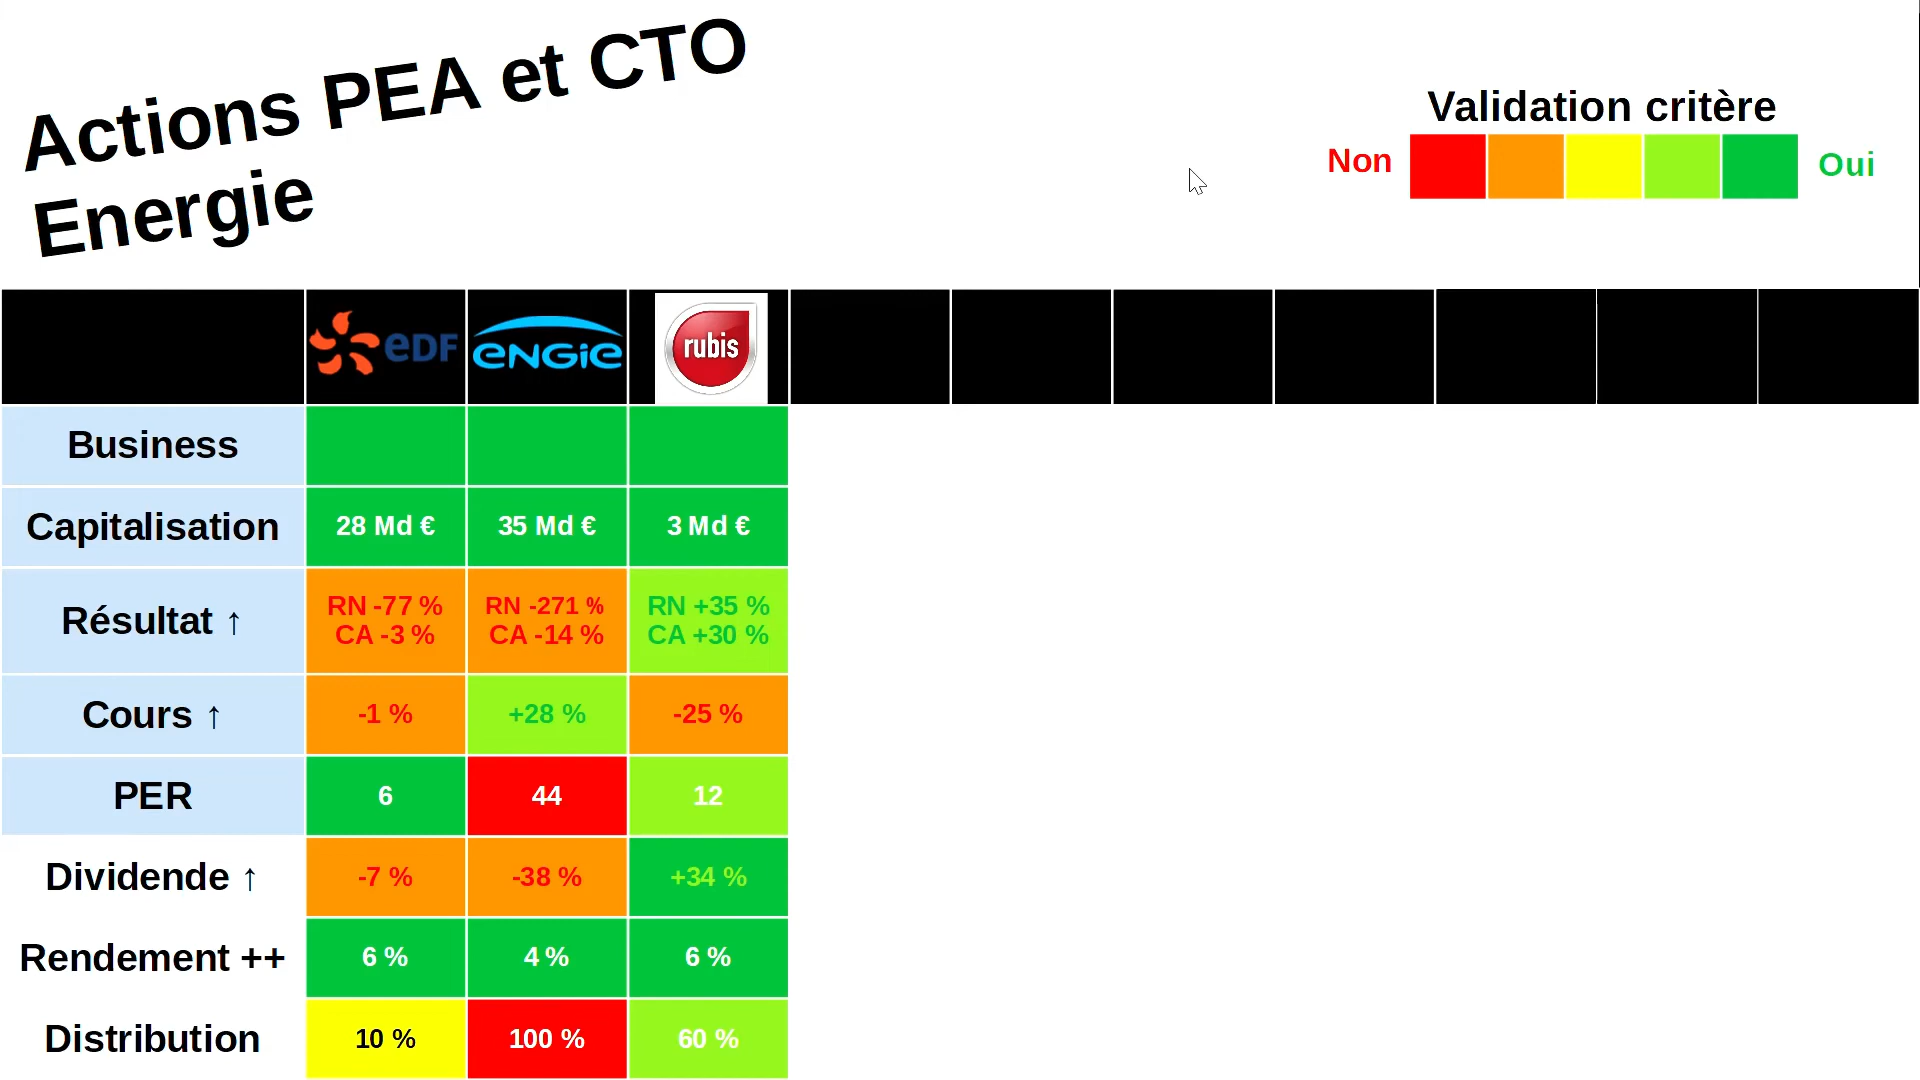 Actions PEA et CTO
Energie
Validation critère
Non
Oui
eDF
eNGie
rubis
Business
Capitalisation
28 Md €
35 Md €
3 Md €
Résultat ↑
RN -77 %
CA -3 %
RN -271 %
CA -14 %
RN +35 %
CA +30 %
Cours ↑
-1 %
+28 %
-25 %
PER
6
44
12
Dividende ↑
-7 %
-38 %
+34 %
Rendement ++
6 %
4 %
6 %
Distribution
10 %
100 %
60 %